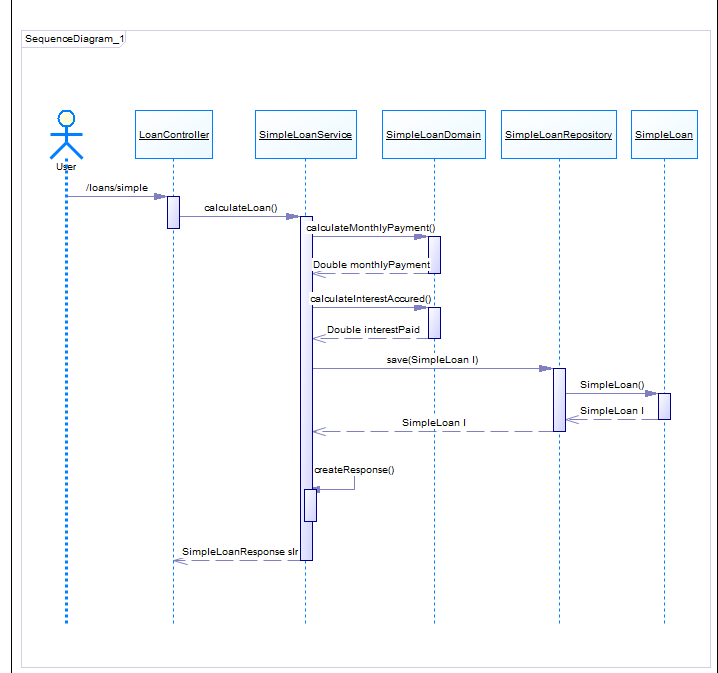 SequenceDiagram_1
LoanController
SimpleLoanService
SimpleLoanDomain
SimpleLoanRepository
SimpleLoan
User
/loans/simple
calculateLoan()
calculateMonthlyPayment()
Double monthlyPayment
calculateInterestAccured()
Double interestPaid
save(SimpleLoan l)
SimpleLoan()
SimpleLoan l
SimpleLoan l
createResponse()
SimpleLoanResponse slr